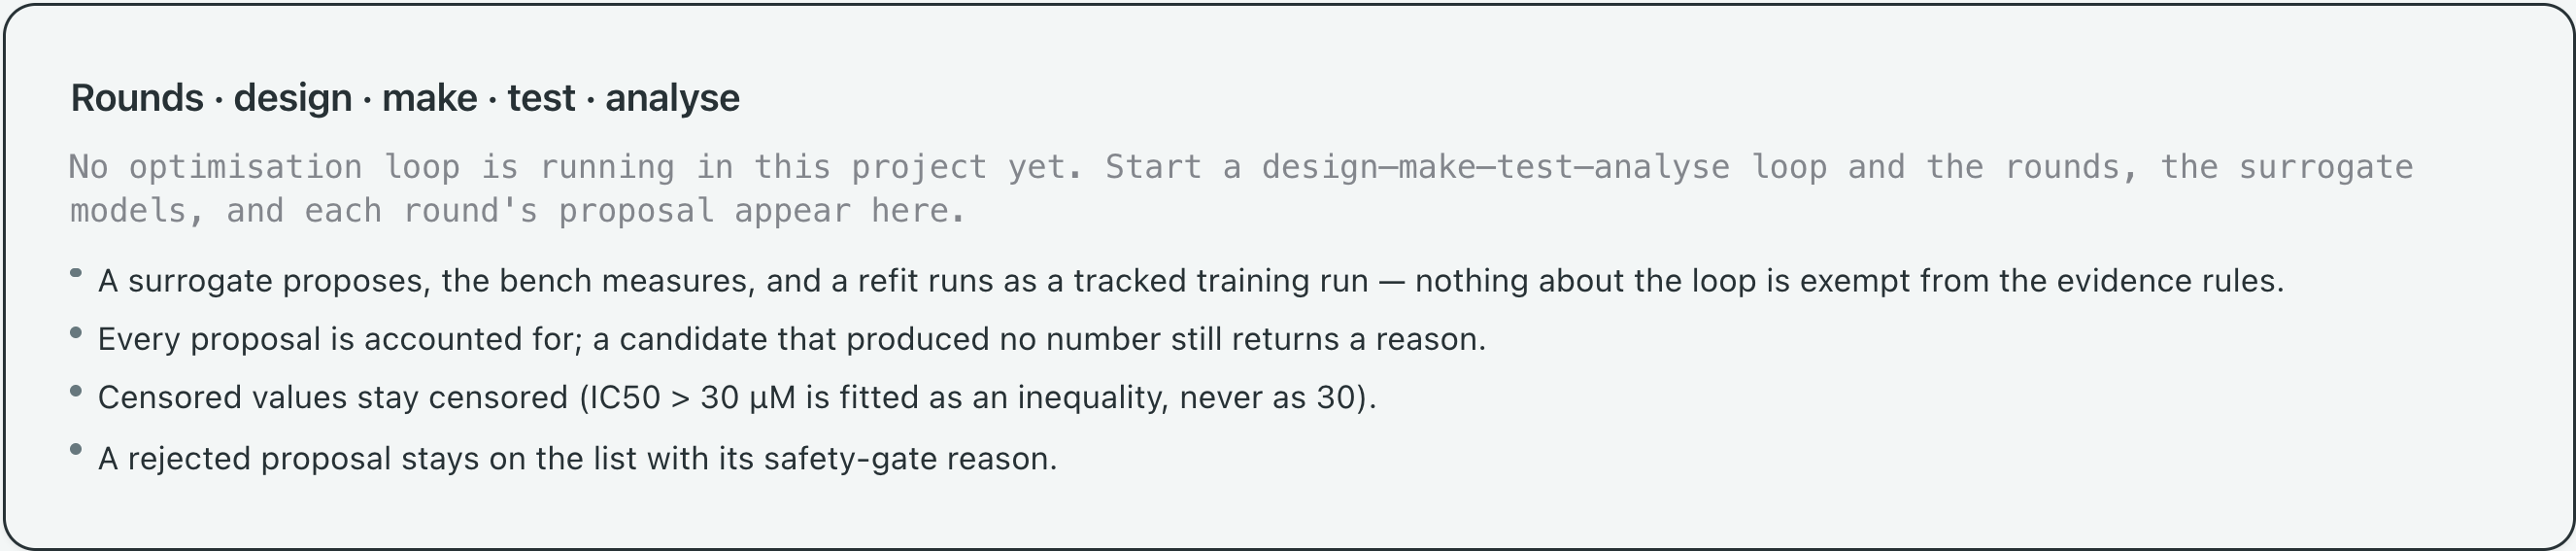 Rounds · design · make · test · analyse
No optimisation loop is running in this project yet. Start a design—make—test—analyse loop and the rounds, the surrogate
models, and each round's proposal appear here.
• A surrogate proposes, the bench measures, and a refit runs as a tracked training run — nothing about the loop is exempt from the evidence rules.
• Every proposal is accounted for; a candidate that produced no number still returns a reason.
• Censored values stay censored (IC50 > 30 µM is fitted as an inequality, never as 30).
• A rejected proposal stays on the list with its safety-gate reason.